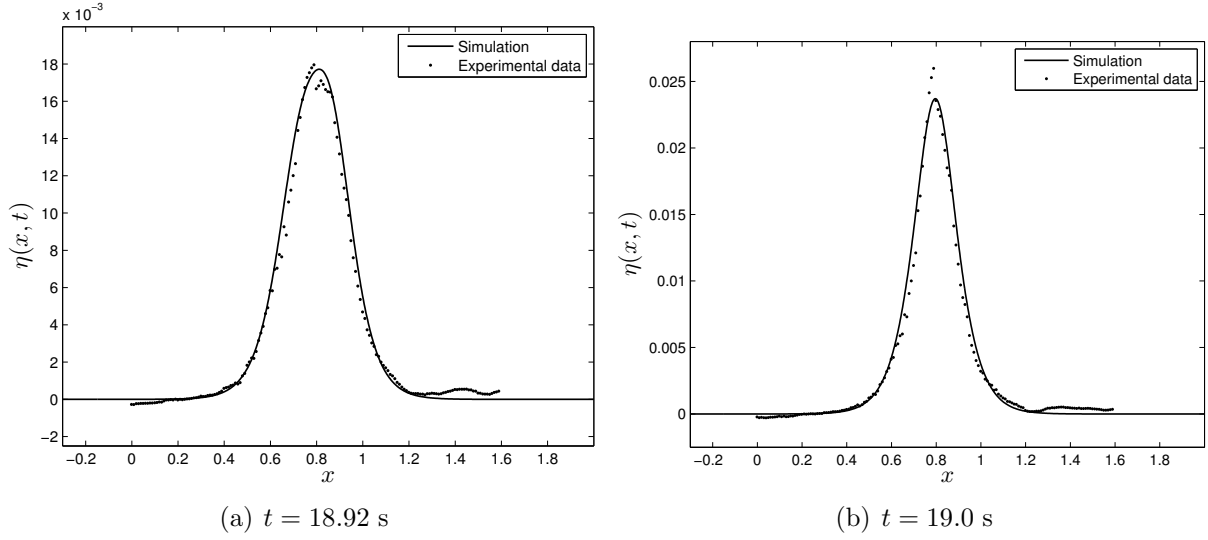 x 10⁻³
18
16
14
12
10
8
6
4
2
0
−2
η(x, t)
−0.2 0 0.2 0.4 0.6 0.8 1 1.2 1.4 1.6 1.8
x
Simulation
Experimental data
(a) t = 18.92 s
0.025
0.02
0.015
0.01
0.005
0
η(x, t)
−0.2 0 0.2 0.4 0.6 0.8 1 1.2 1.4 1.6 1.8
x
Simulation
Experimental data
(b) t = 19.0 s